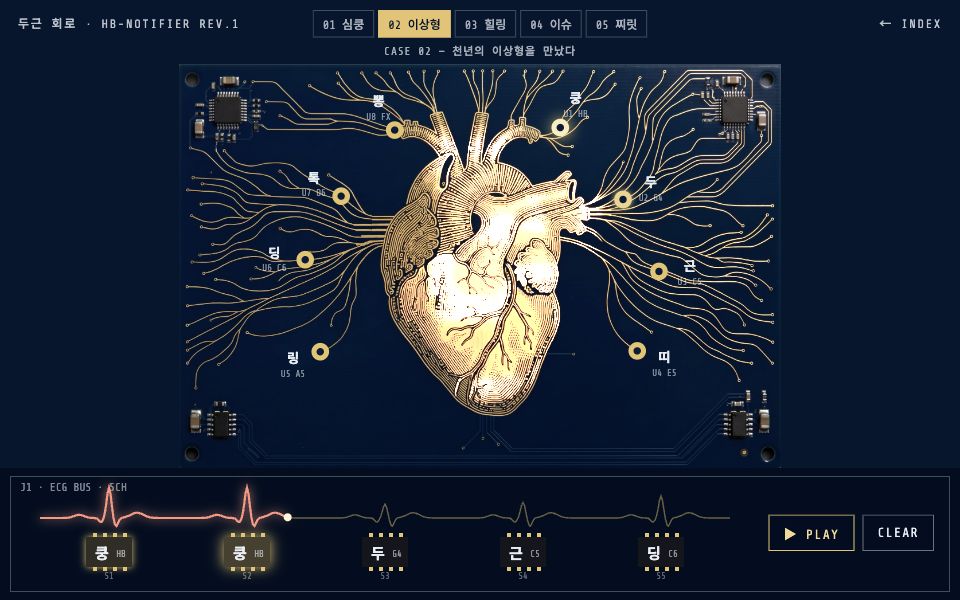 두근 회로 · HB-NOTIFIER REV.1
01 심쿵
02 이상형
03 힐링
04 이슈
05 찌릿
← INDEX
CASE 02 — 천년의 이상형을 만났다
뿅
U8 FX
쿵
U1 HB
톡
U7 D6
두
U2 G4
딩
U6 C6
근
U3 C5
링
U5 A5
띠
U4 E5
J1 · ECG BUS · SCH
쿵 HB
S1
쿵 HB
S2
두 G4
S3
근 C5
S4
딩 C6
S5
▶ PLAY
CLEAR